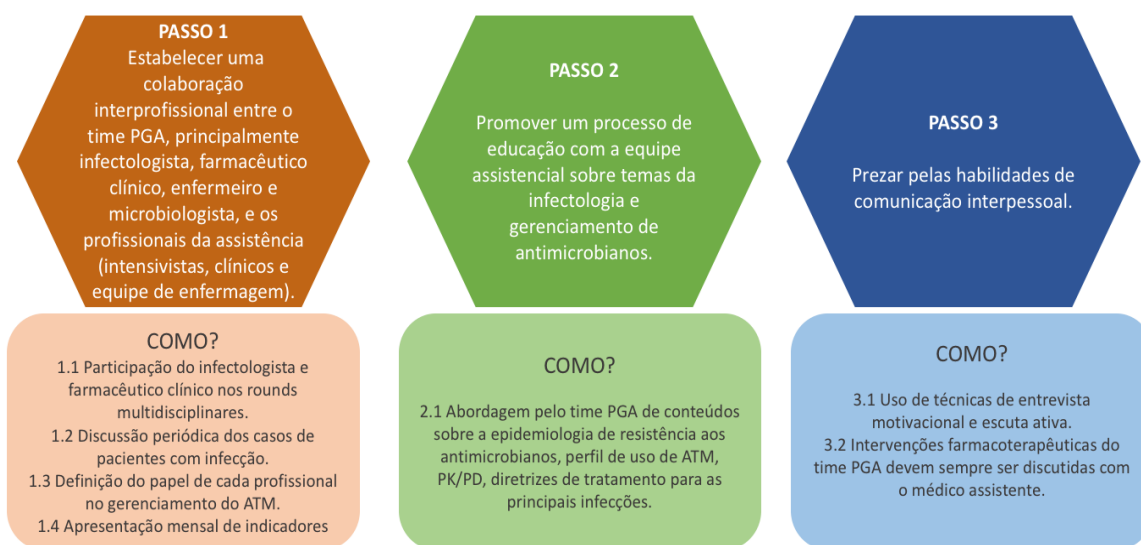 PASSO 1
Estabelecer uma
colaboração
interprofissional entre o
time PGA, principalmente
infectologista, farmacêutico
clínico, enfermeiro e
microbiologista, e os
profissionais da assistência
(intensivistas, clínicos e
equipe de enfermagem).
COMO?
1.1 Participação do infectologista e
farmacêutico clínico nos rounds
multidisciplinares.
1.2 Discussão periódica dos casos de
pacientes com infecção.
1.3 Definição do papel de cada profissional
no gerenciamento do ATM.
1.4 Apresentação mensal de indicadores
PASSO 2
Promover um processo de
educação com a equipe
assistencial sobre temas da
infectologia e
gerenciamento de
antimicrobianos.
COMO?
2.1 Abordagem pelo time PGA de conteúdos
sobre a epidemiologia de resistência aos
antimicrobianos, perfil de uso de ATM,
PK/PD, diretrizes de tratamento para as
principais infecções.
PASSO 3
Prezar pelas habilidades de
comunicação interpessoal.
COMO?
3.1 Uso de técnicas de entrevista
motivacional e escuta ativa.
3.2 Intervenções farmacoterapêuticas do
time PGA devem sempre ser discutidas com
o médico assistente.